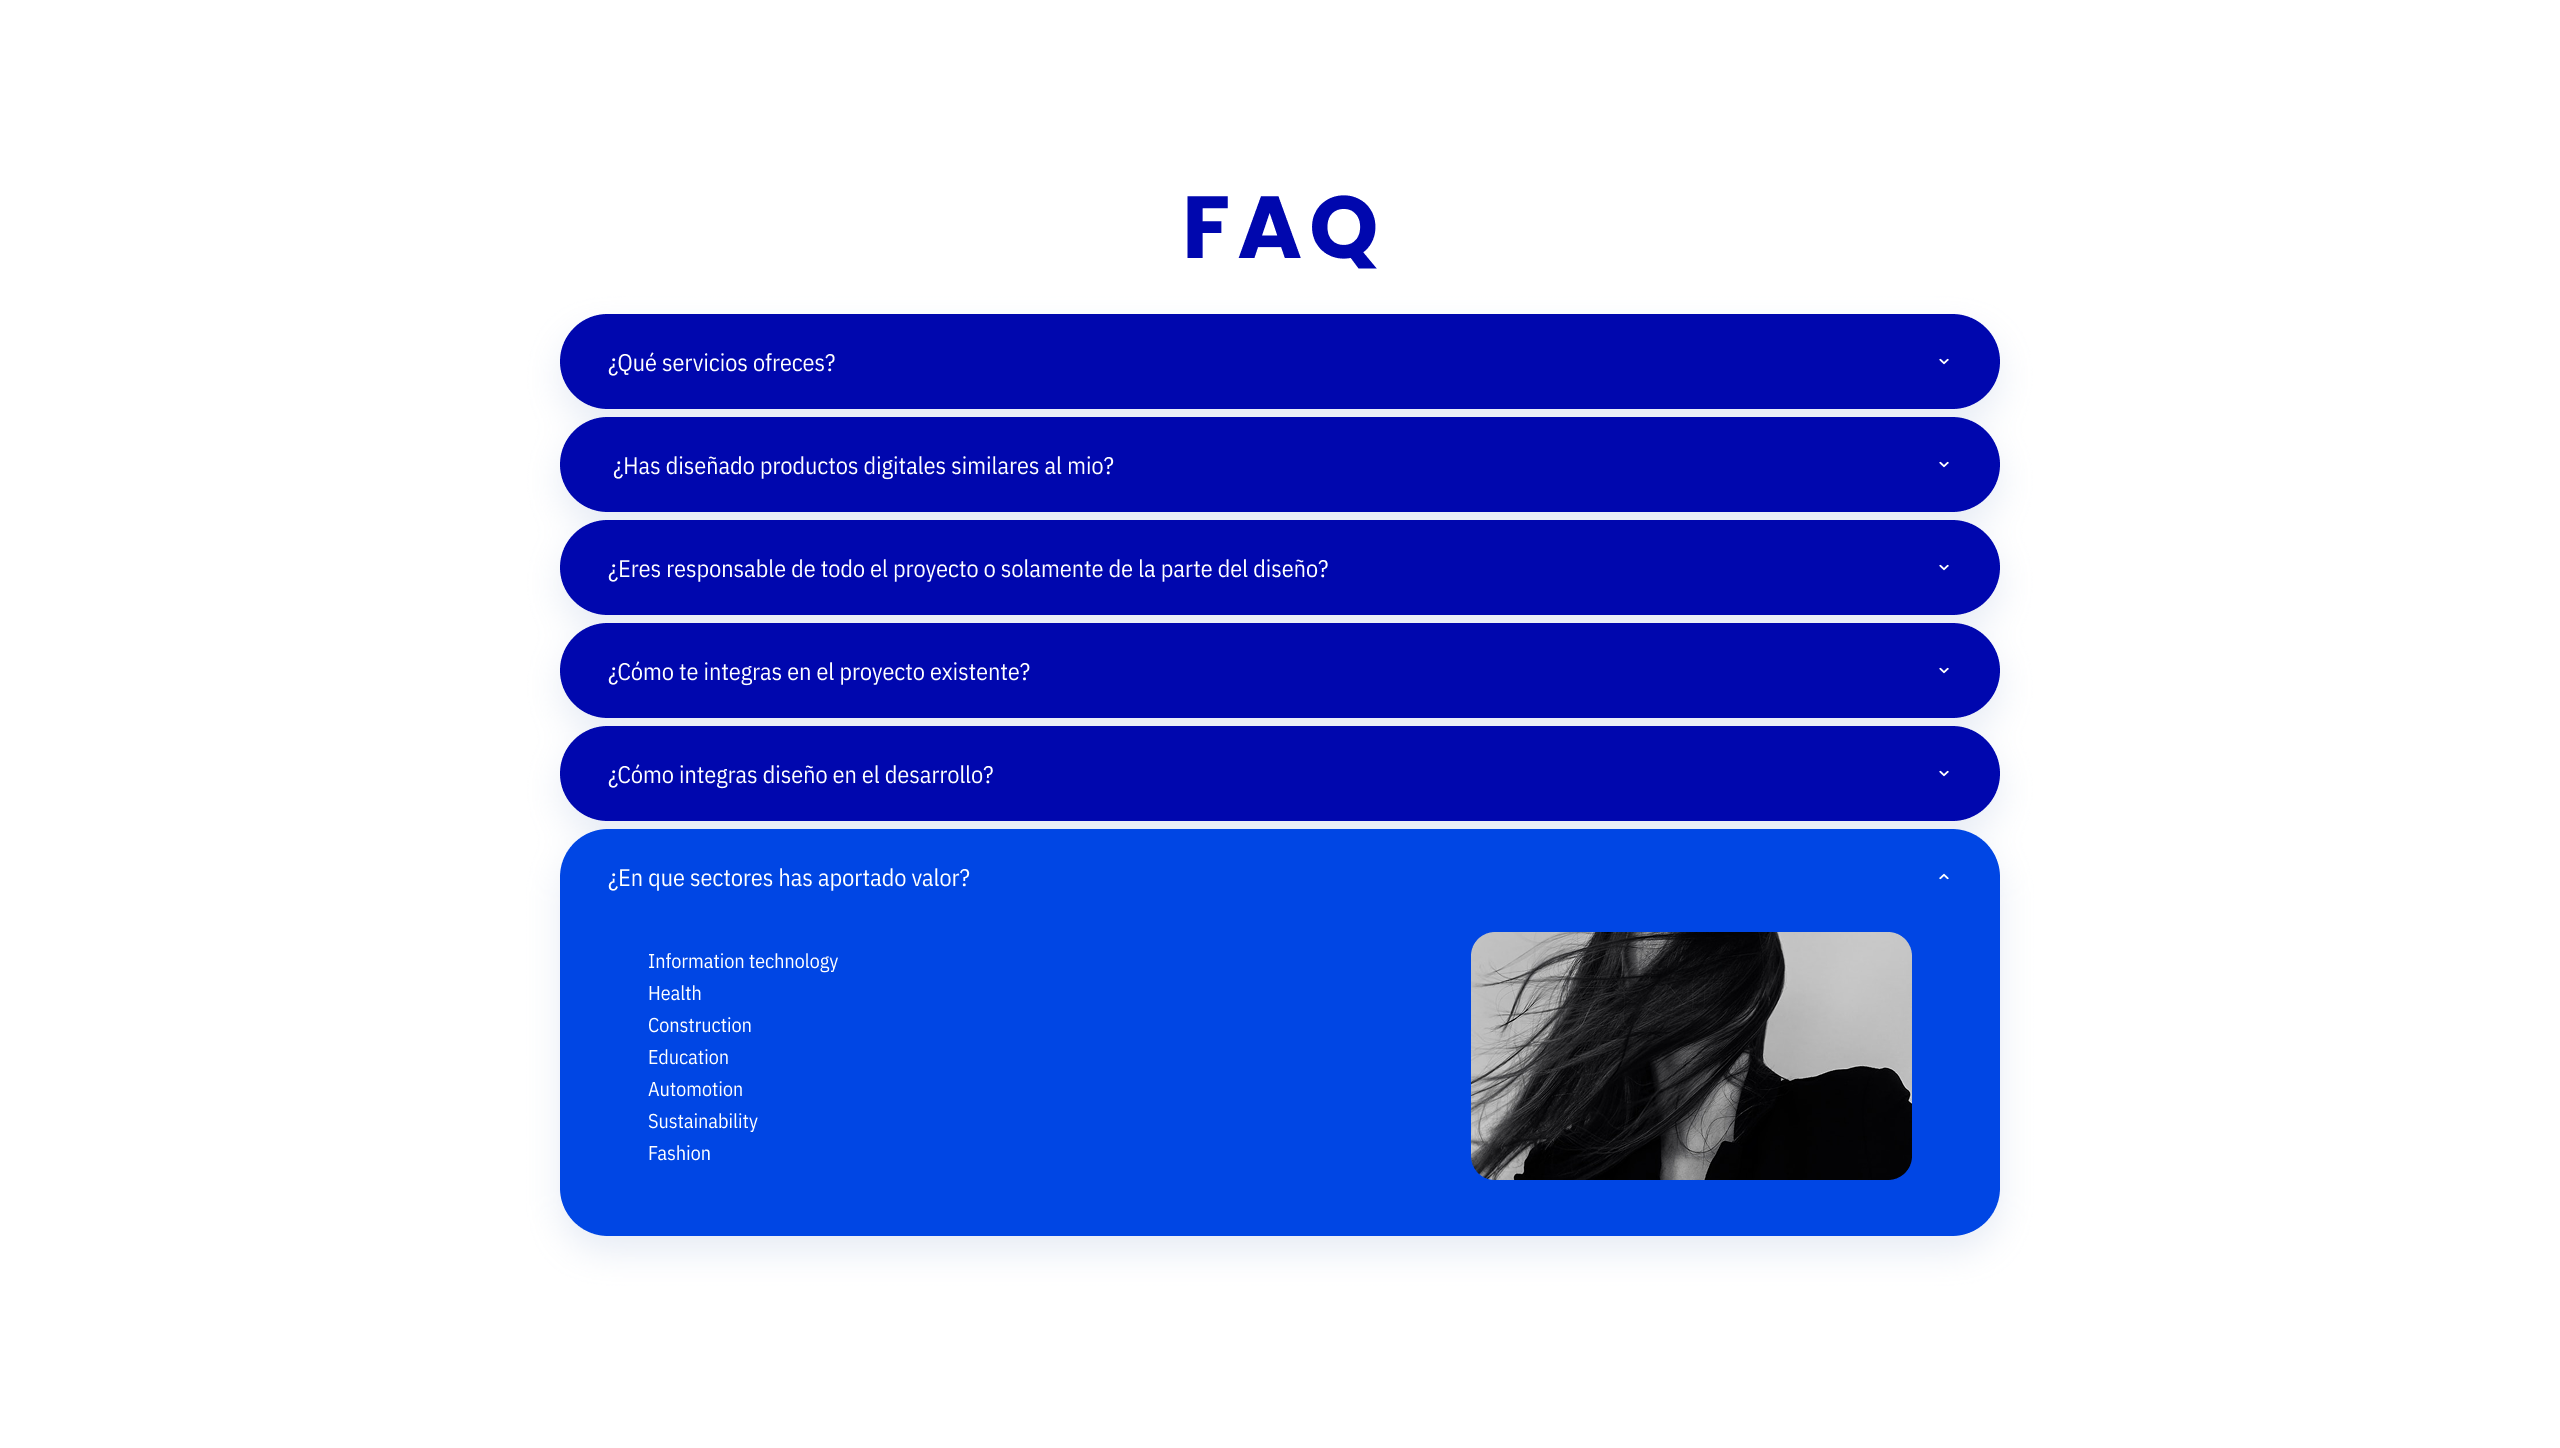 FAQ
¿Qué servicios ofreces?
¿Has diseñado productos digitales similares al mio?
¿Eres responsable de todo el proyecto o solamente de la parte del diseño?
¿Cómo te integras en el proyecto existente?
¿Cómo integras diseño en el desarrollo?
¿En que sectores has aportado valor?
Information technology
Health
Construction
Education
Automotion
Sustainability
Fashion